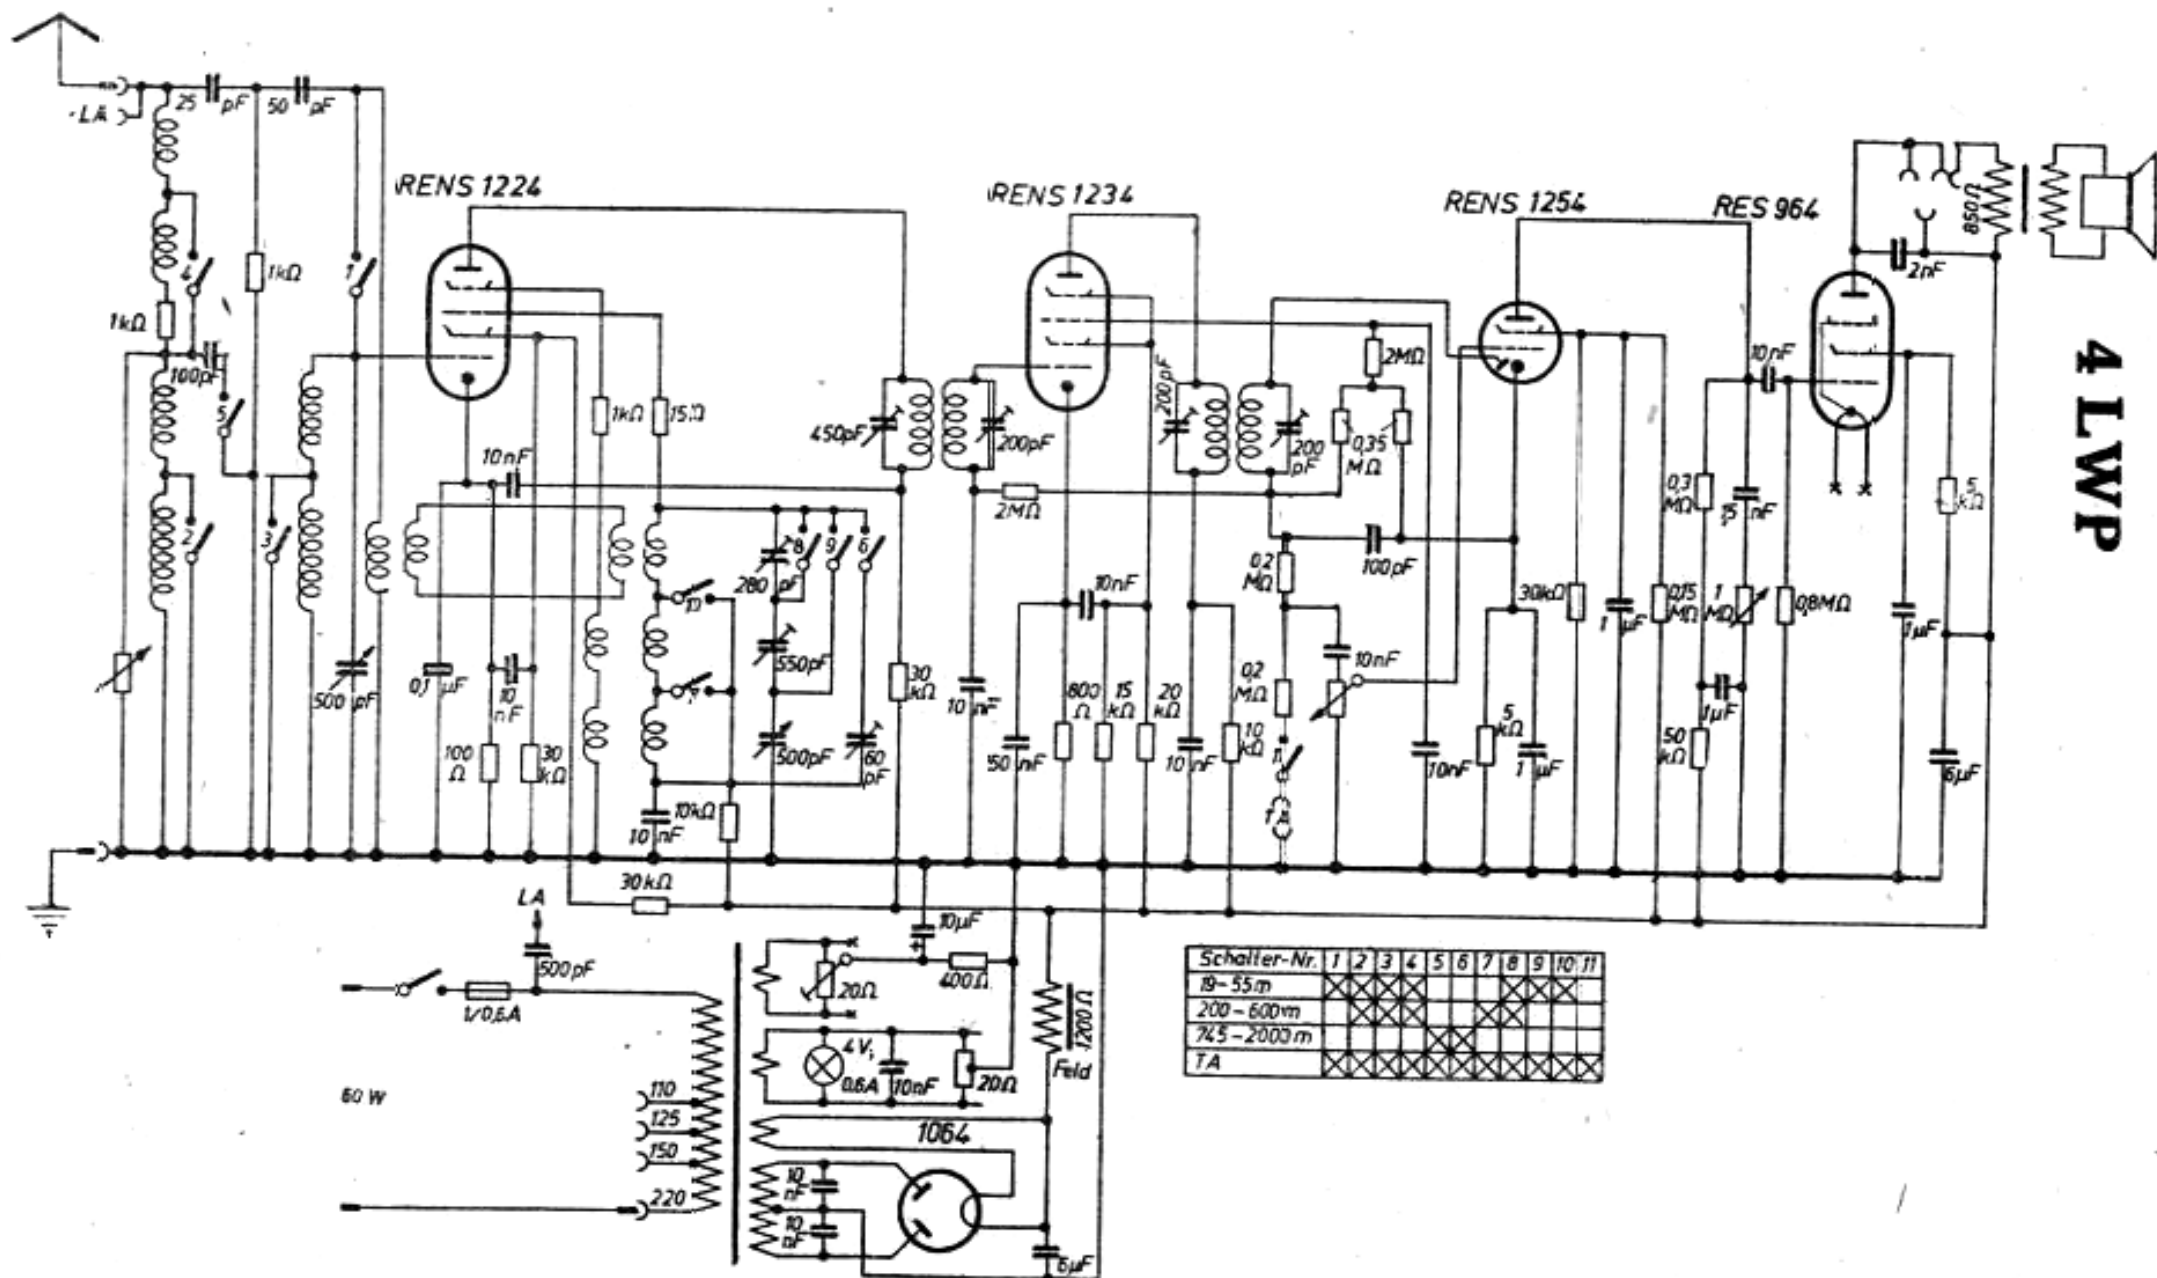 4 LWP
RENS 1224
RENS 1234
RENS 1254
RES 964
LA
25 pF
50 pF
1kΩ
1kΩ
100pF
4
5
1
2
3
500 pF
0,1 µF
10 nF
10 nF
100 Ω
30 kΩ
1kΩ
15Ω
280 pF
550pF
500pF
60 pF
8
9
6
10
7
10 nF
10kΩ
30 kΩ
30kΩ
450pF
200pF
2MΩ
10 nF
50 nF
10nF
800 Ω
15 kΩ
20 kΩ
200pF
200 pF
10 nF
10 kΩ
2MΩ
0,35 MΩ
100pF
0,2 MΩ
0,2 MΩ
10nF
11
TA
10nF
5 kΩ
1 µF
30kΩ
1 µF
0,15 MΩ
0,3 MΩ
15 nF
1 MΩ
1µF
50 kΩ
10nF
0,8MΩ
1µF
5 kΩ
6µF
2nF
850Ω
LA
500pF
1/0,6A
60 W
110
125
150
220
10µF
+
400Ω
20Ω
4V;
0,6A
10nF
20Ω
1200Ω
Feld
1064
10 nF
10 nF
6µF
Schalter-Nr. 1 2 3 4 5 6 7 8 9 10 11
19-55m
200-600m
745-2000m
TA